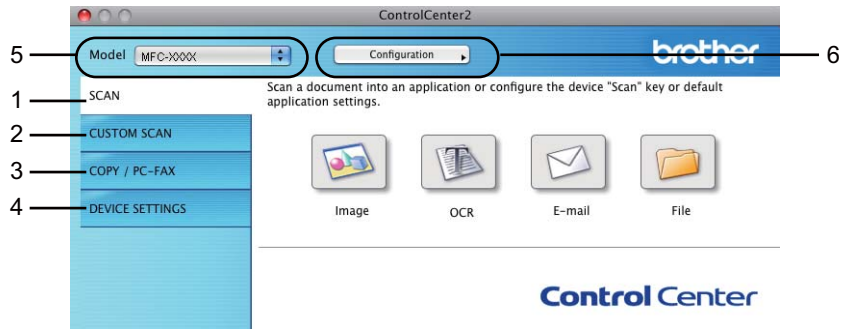 ControlCenter2
5
Model MFC-XXXX
Configuration
brother
6
1
SCAN
Scan a document into an application or configure the device "Scan" key or default
application settings.
2
CUSTOM SCAN
3
COPY / PC-FAX
4
DEVICE SETTINGS
Image
OCR
E-mail
File
Control Center